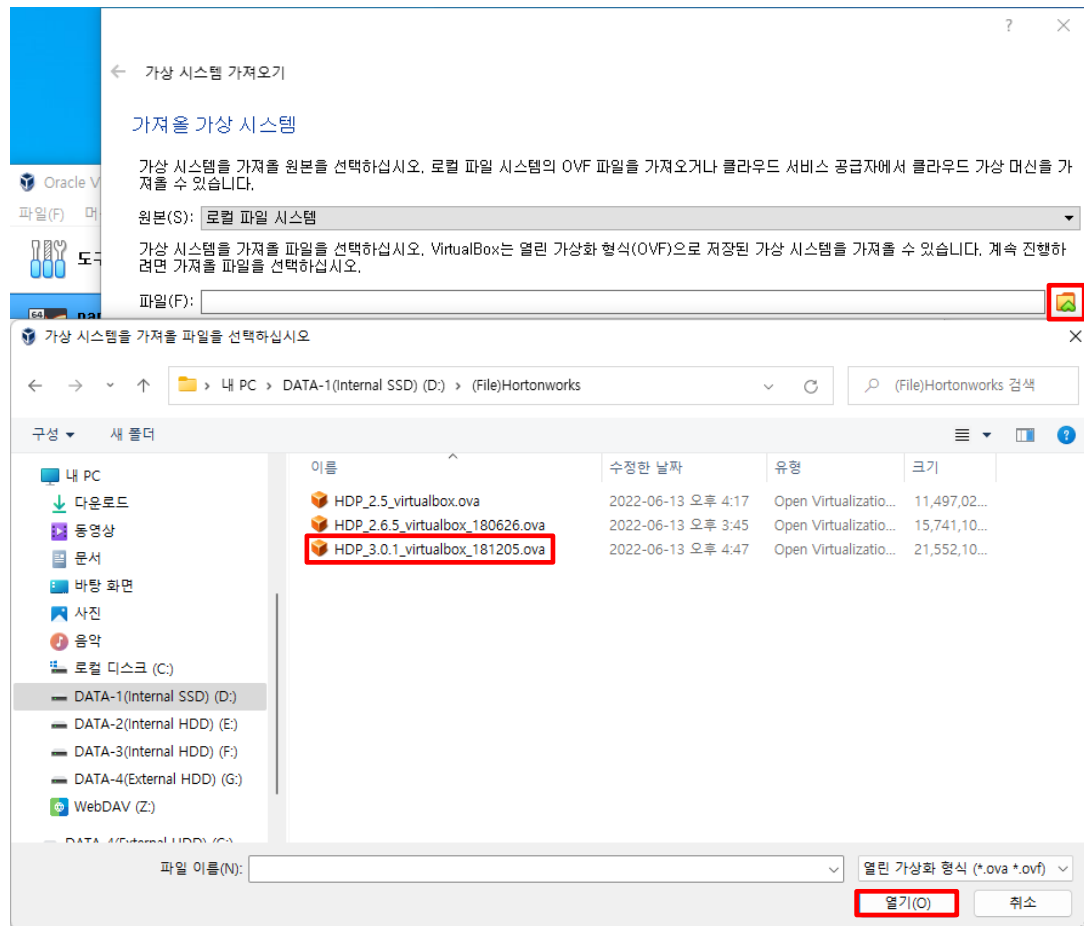 ?
가상 시스템 가져오기
가져올 가상 시스템
가상 시스템을 가져올 원본을 선택하십시오. 로컬 파일 시스템의 OVF 파일을 가져오거나 클라우드 서비스 공급자에서 클라우드 가상 머신을 가
져올 수 있습니다.
Oracle V
파일(F) 머
원본(S): 로컬 파일 시스템
가상 시스템을 가져올 파일을 선택하십시오. VirtualBox는 열린 가상화 형식(OVF)으로 저장된 가상 시스템을 가져올 수 있습니다. 계속 진행하
려면 가져올 파일을 선택하십시오.
도구
파일(F):
64
가상 시스템을 가져올 파일을 선택하십시오
내 PC > DATA-1(Internal SSD) (D:) > (File)Hortonworks
(File)Hortonworks 검색
구성 새 폴더
이름 수정한 날짜 유형 크기
내 PC
다운로드
동영상
문서
바탕 화면
사진
음악
로컬 디스크 (C:)
DATA-1(Internal SSD) (D:)
DATA-2(Internal HDD) (E:)
DATA-3(Internal HDD) (F:)
DATA-4(External HDD) (G:)
WebDAV (Z:)
HDP_2.5_virtualbox.ova 2022-06-13 오후 4:17 Open Virtualizatio... 11,497,02...
HDP_2.6.5_virtualbox_180626.ova 2022-06-13 오후 3:45 Open Virtualizatio... 15,741,10...
HDP_3.0.1_virtualbox_181205.ova 2022-06-13 오후 4:47 Open Virtualizatio... 21,552,10...
파일 이름(N):
열린 가상화 형식 (*.ova *.ovf)
열기(O) 취소